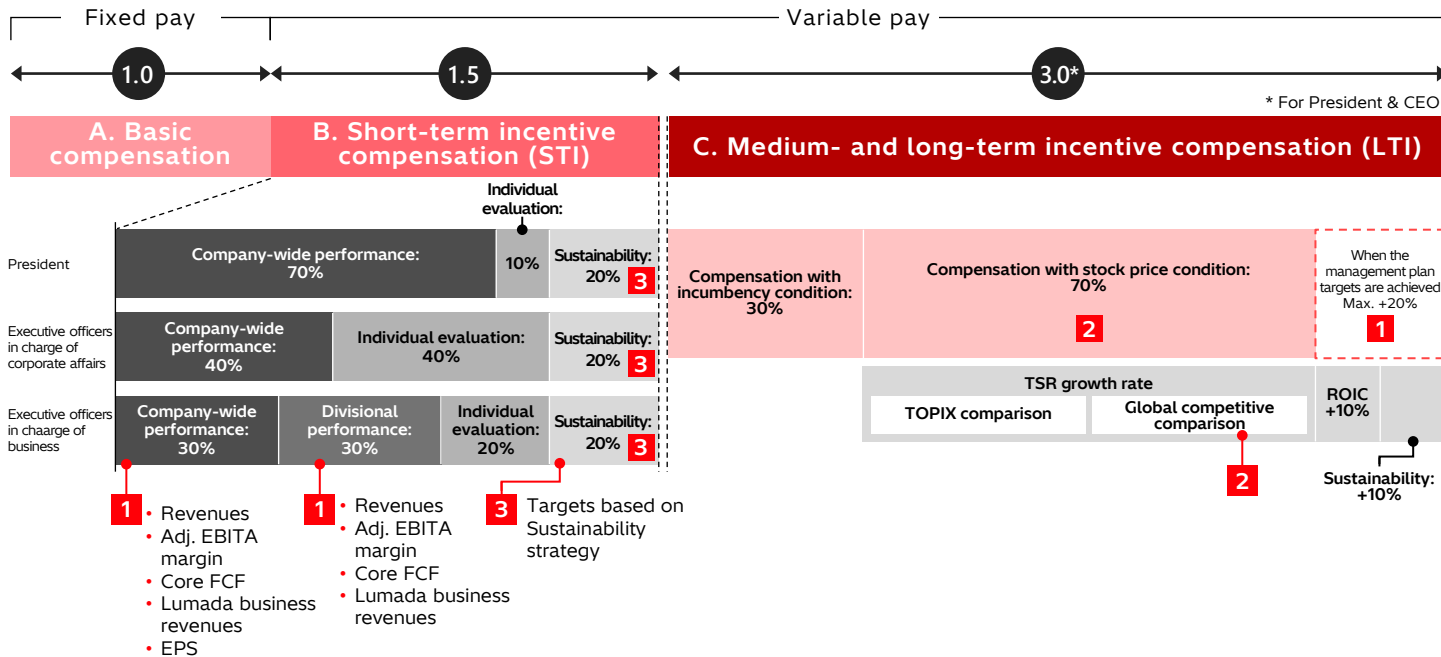 Fixed pay
Variable pay
1.0
1.5
3.0*
* For President & CEO
A. Basic
compensation
B. Short-term incentive
compensation (STI)
C. Medium- and long-term incentive compensation (LTI)
Individual
evaluation:
President
Company-wide performance:
70%
10%
Sustainability:
20%
3
Executive officers
in charge of
corporate affairs
Company-wide
performance:
40%
Individual evaluation:
40%
Sustainability:
20%
3
Executive officers
in chaarge of
business
Company-wide
performance:
30%
Divisional
performance:
30%
Individual
evaluation:
20%
Sustainability:
20%
3
1
• Revenues
• Adj. EBITA
margin
• Core FCF
• Lumada business
revenues
• EPS
1
• Revenues
• Adj. EBITA
margin
• Core FCF
• Lumada business
revenues
3
Targets based on
Sustainability
strategy
Compensation with
incumbency condition:
30%
Compensation with stock price condition:
70%
2
When the
management plan
targets are achieved
Max. +20%
1
TSR growth rate
TOPIX comparison
Global competitive
comparison
2
ROIC
+10%
Sustainability:
+10%